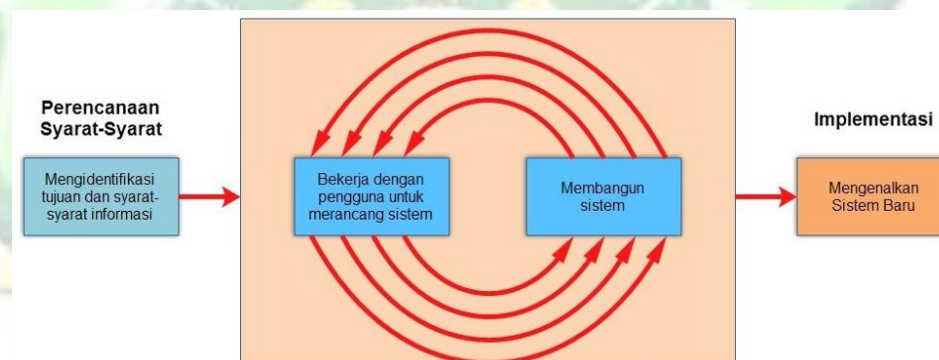 Perencanaan
Syarat-Syarat
Mengidentifikasi
tujuan dan syarat-
syarat informasi
Bekerja dengan
pengguna untuk
merancang sistem
Membangun
sistem
Implementasi
Mengenalkan
Sistem Baru